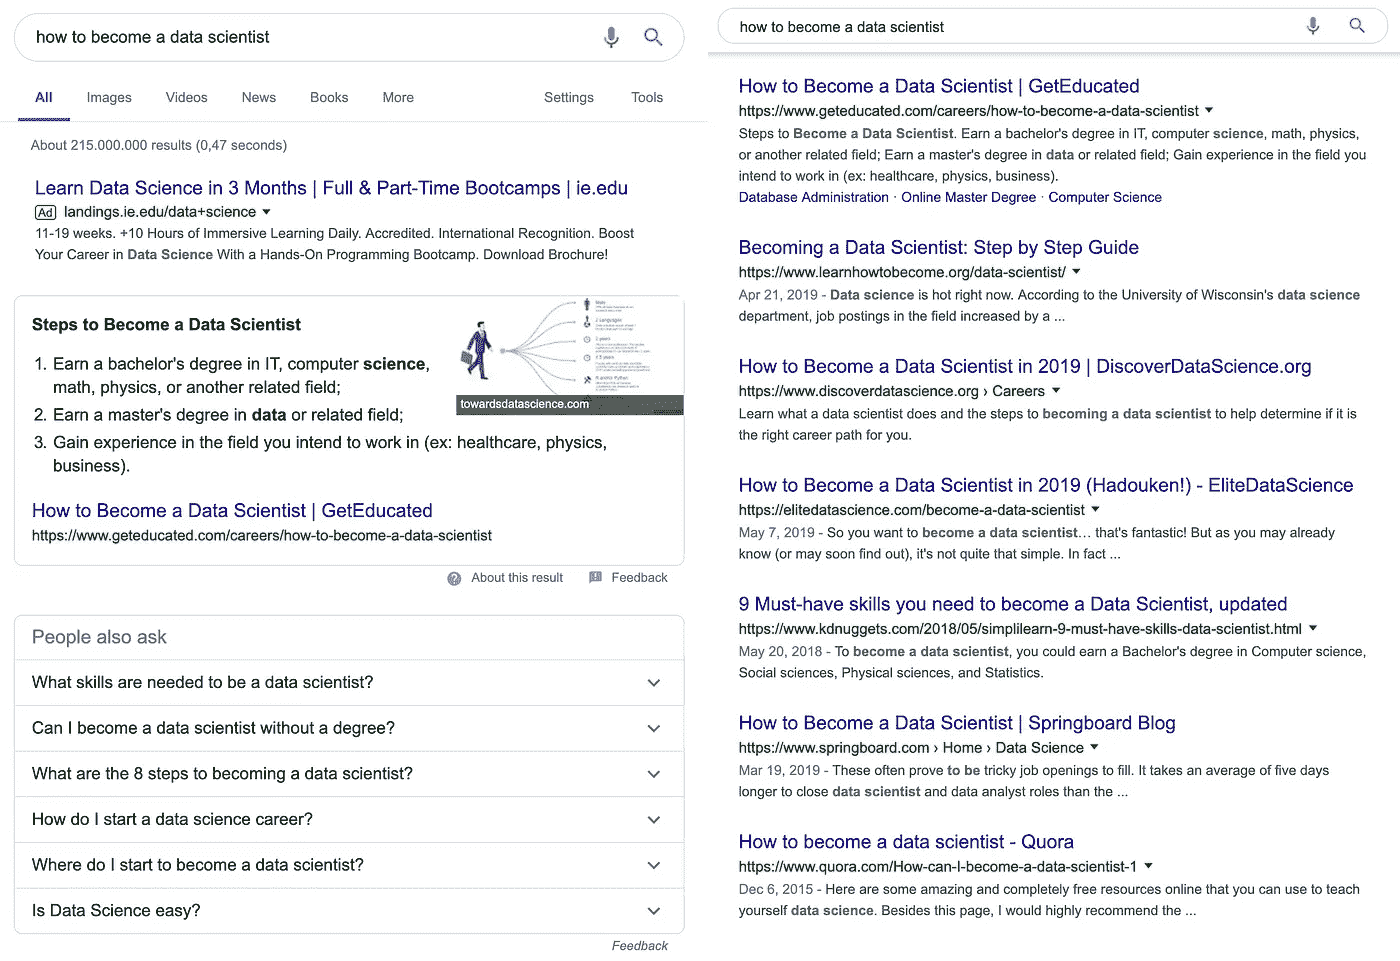 how to become a data scientist
All Images Videos News Books More Settings Tools
About 215.000.000 results (0,47 seconds)
Learn Data Science in 3 Months | Full & Part-Time Bootcamps | ie.edu
Ad landings.ie.edu/data+science
11-19 weeks. +10 Hours of Immersive Learning Daily. Accredited. International Recognition. Boost
Your Career in Data Science With a Hands-On Programming Bootcamp. Download Brochure!
Steps to Become a Data Scientist
1. Earn a bachelor's degree in IT, computer science,
math, physics, or another related field;
2. Earn a master's degree in data or related field;
3. Gain experience in the field you intend to work in (ex: healthcare, physics,
business).
towardsdatascience.com
How to Become a Data Scientist | GetEducated
https://www.geteducated.com/careers/how-to-become-a-data-scientist
About this result Feedback
People also ask
What skills are needed to be a data scientist?
Can I become a data scientist without a degree?
What are the 8 steps to becoming a data scientist?
How do I start a data science career?
Where do I start to become a data scientist?
Is Data Science easy?
Feedback
how to become a data scientist
How to Become a Data Scientist | GetEducated
https://www.geteducated.com/careers/how-to-become-a-data-scientist
Steps to Become a Data Scientist. Earn a bachelor's degree in IT, computer science, math, physics,
or another related field; Earn a master's degree in data or related field; Gain experience in the field you
intend to work in (ex: healthcare, physics, business).
Database Administration · Online Master Degree · Computer Science
Becoming a Data Scientist: Step by Step Guide
https://www.learnhowtobecome.org/data-scientist/
Apr 21, 2019 - Data science is hot right now. According to the University of Wisconsin's data science
department, job postings in the field increased by a ...
How to Become a Data Scientist in 2019 | DiscoverDataScience.org
https://www.discoverdatascience.org › Careers
Learn what a data scientist does and the steps to becoming a data scientist to help determine if it is
the right career path for you.
How to Become a Data Scientist in 2019 (Hadouken!) - EliteDataScience
https://elitedatascience.com/become-a-data-scientist
May 7, 2019 - So you want to become a data scientist… that's fantastic! But as you may already
know (or may soon find out), it's not quite that simple. In fact ...
9 Must-have skills you need to become a Data Scientist, updated
https://www.kdnuggets.com/2018/05/simplilearn-9-must-have-skills-data-scientist.html
May 20, 2018 - To become a data scientist, you could earn a Bachelor's degree in Computer science,
Social sciences, Physical sciences, and Statistics.
How to Become a Data Scientist | Springboard Blog
https://www.springboard.com › Home › Data Science
Mar 19, 2019 - These often prove to be tricky job openings to fill. It takes an average of five days
longer to close data scientist and data analyst roles than the ...
How to become a data scientist - Quora
https://www.quora.com/How-can-I-become-a-data-scientist-1
Dec 6, 2015 - Here are some amazing and completely free resources online that you can use to teach
yourself data science. Besides this page, I would highly recommend the ...